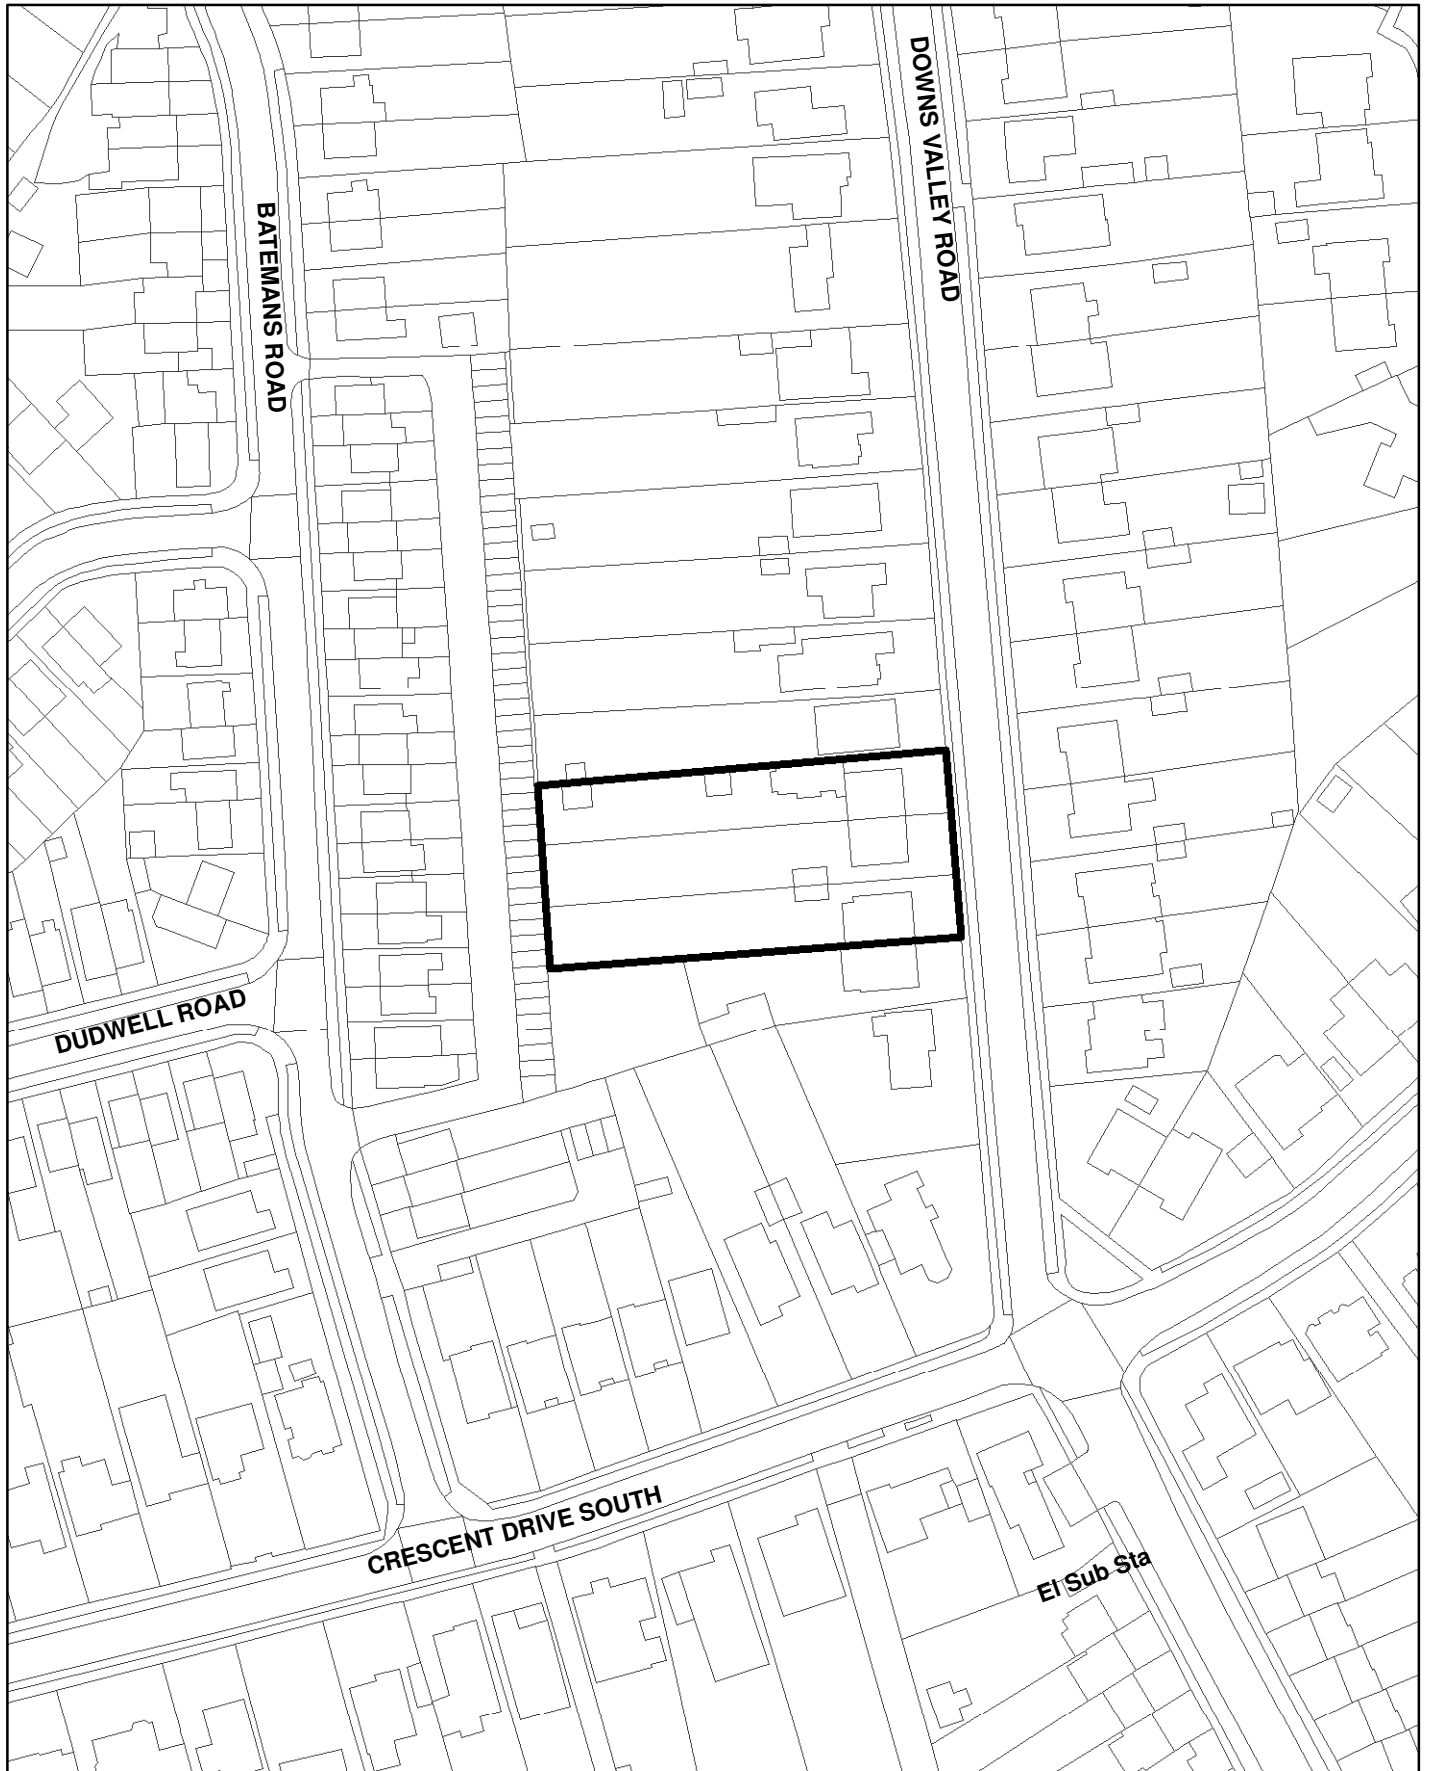 DOWNS VALLEY ROAD
BATEMANS ROAD
DUDWELL ROAD
CRESCENT DRIVE SOUTH
El Sub Sta